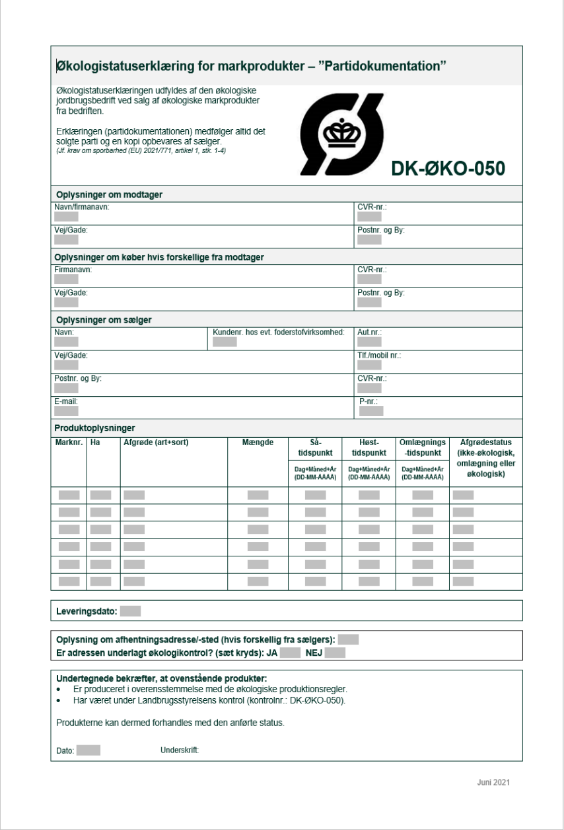 Økologistatuserklæring for markprodukter – ”Partidokumentation”
Økologistatuserklæringen udfyldes af den økologiske
jordbrugsbedrift ved salg af økologiske markprodukter
fra bedriften.
Erklæringen (partidokumentationen) medfølger altid det
solgte parti og en kopi opbevares af sælger.
(Jf. krav om sporbarhed (EU) 2021/771, artikel 1, stk. 1-4)
Ø
DK-ØKO-050
Oplysninger om modtager
Navn/firmanavn: CVR-nr.:
Vej/Gade: Postnr. og By:
Oplysninger om køber hvis forskellige fra modtager
Firmanavn: CVR-nr.:
Vej/Gade: Postnr. og By:
Oplysninger om sælger
Navn: Kundenr. hos evt. foderstofvirksomhed: Aut.nr.:
Vej/Gade: Tlf./mobil nr.:
Postnr. og By: CVR-nr.:
E-mail: P-nr.:
Produktoplysninger
Marknr. Ha Afgrøde (art+sort) Mængde Så- Høst- Omlægnings Afgrødestatus
tidspunkt tidspunkt -tidspunkt (ikke-økologisk,
omlægning eller
økologisk)
Dag+Måned+År Dag+Måned+År Dag+Måned+År
(DD-MM-ÅÅÅÅ) (DD-MM-ÅÅÅÅ) (DD-MM-ÅÅÅÅ)
Leveringsdato:
Oplysning om afhentningsadresse/-sted (hvis forskellig fra sælgers):
Er adressen underlagt økologikontrol? (sæt kryds): JA NEJ
Undertegnede bekræfter, at ovenstående produkter:
• Er produceret i overensstemmelse med de økologiske produktionsregler.
• Har været under Landbrugsstyrelsens kontrol (kontrolnr.: DK-ØKO-050).
Produkterne kan dermed forhandles med den anførte status.
Dato: Underskrift:
Juni 2021